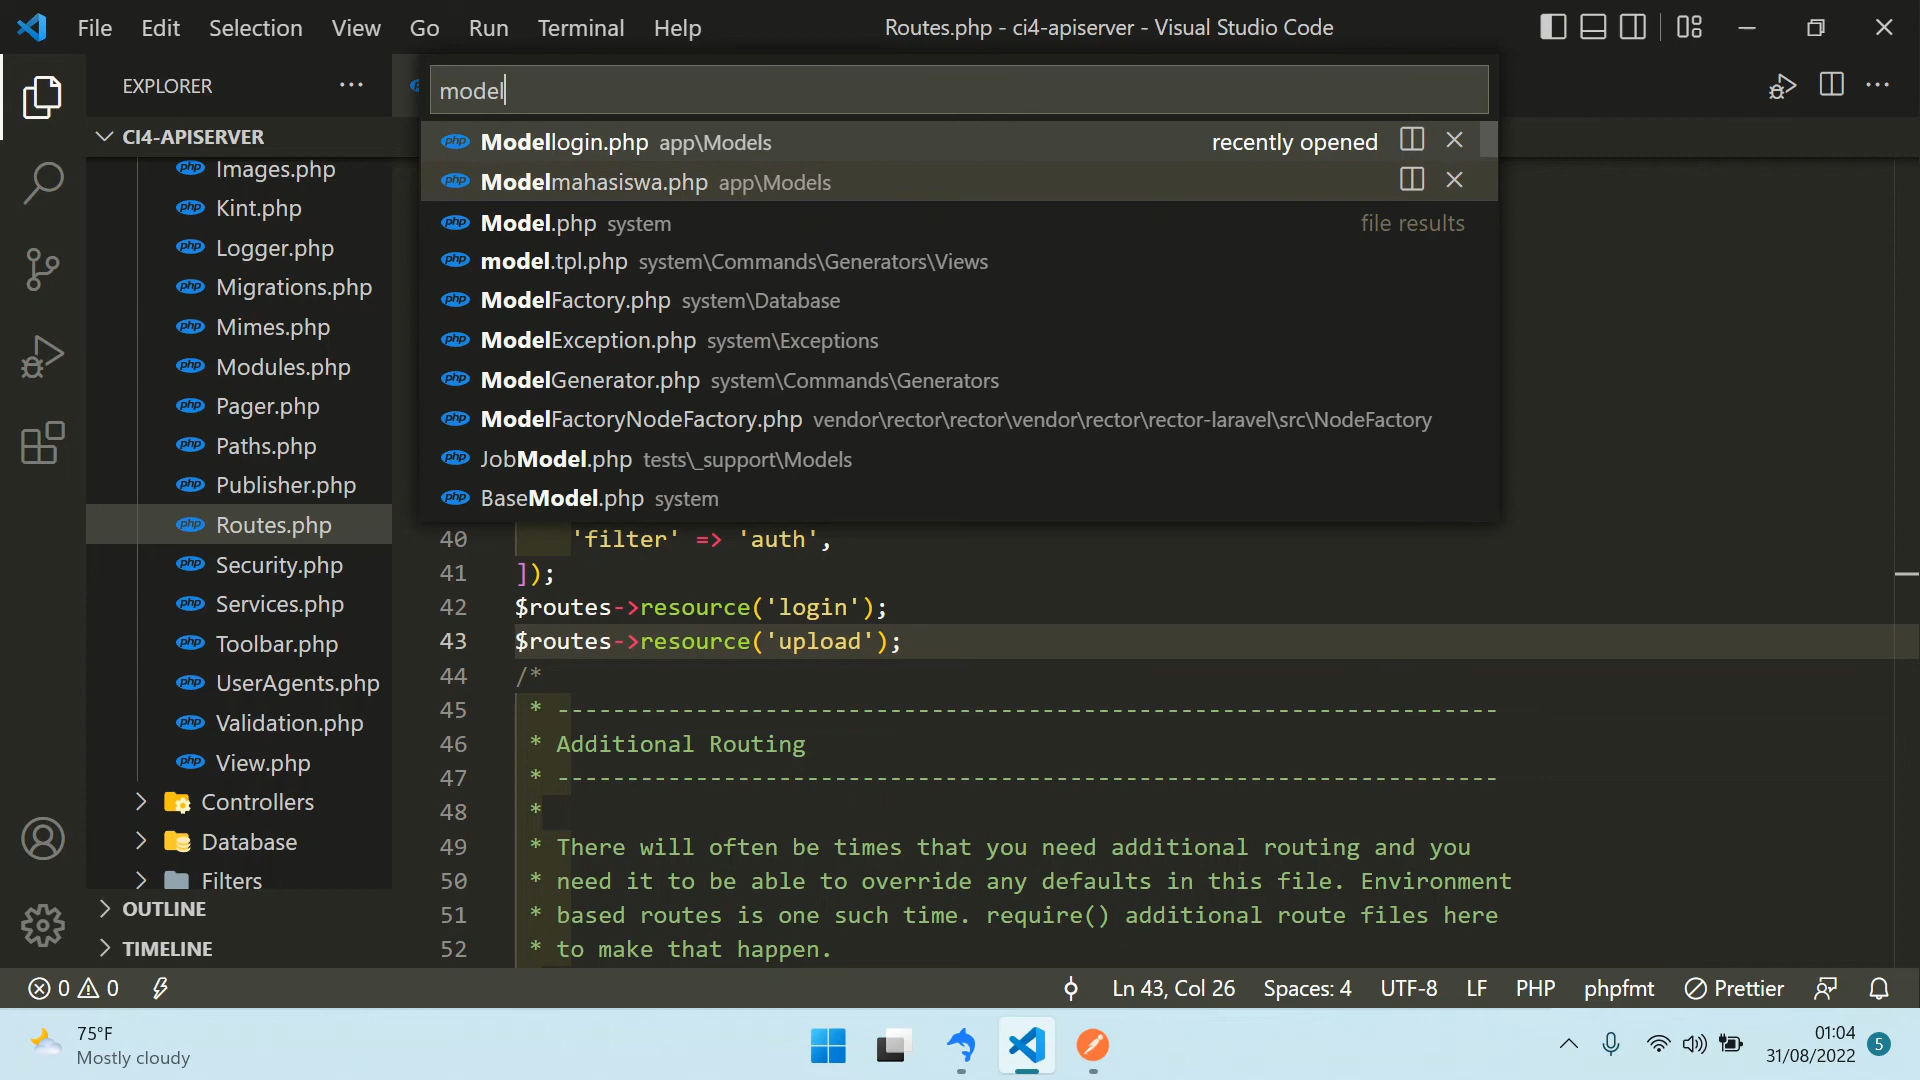 File Edit Selection View Go Run Terminal Help
Routes.php - ci4-apiserver - Visual Studio Code
EXPLORER
CI4-APISERVER
Images.php
Kint.php
Logger.php
Migrations.php
Mimes.php
Modules.php
Pager.php
Paths.php
Publisher.php
Routes.php
Security.php
Services.php
Toolbar.php
UserAgents.php
Validation.php
View.php
Controllers
Database
Filters
OUTLINE
TIMELINE
model
php Modellogin.php app\Models recently opened
php Modelmahasiswa.php app\Models
php Model.php system file results
php model.tpl.php system\Commands\Generators\Views
php ModelFactory.php system\Database
php ModelException.php system\Exceptions
php ModelGenerator.php system\Commands\Generators
php ModelFactoryNodeFactory.php vendor\rector\rector\vendor\rector\rector-laravel\src\NodeFactory
php JobModel.php tests\_support\Models
php BaseModel.php system
40 'filter' => 'auth',
41 ]);
42 $routes->resource('login');
43 $routes->resource('upload');
44 /*
45 * --------------------------------------------------------------------
46 * Additional Routing
47 * --------------------------------------------------------------------
48 *
49 * There will often be times that you need additional routing and you
50 * need it to be able to override any defaults in this file. Environment
51 * based routes is one such time. require() additional route files here
52 * to make that happen.
0 0 Ln 43, Col 26 Spaces: 4 UTF-8 LF PHP phpfmt Prettier
75°F
Mostly cloudy
01:04
31/08/2022 5